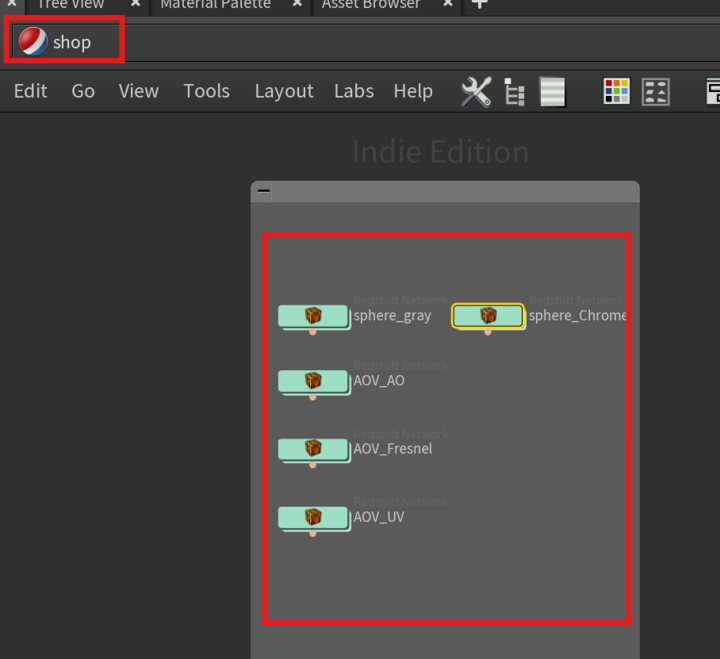 Tree View Material Palette Asset Browser
shop
Edit Go View Tools Layout Labs Help
Indie Edition
Redshift Network Redshift Network
sphere_gray sphere_Chrome
Redshift Network
AOV_AO
Redshift Network
AOV_Fresnel
Redshift Network
AOV_UV